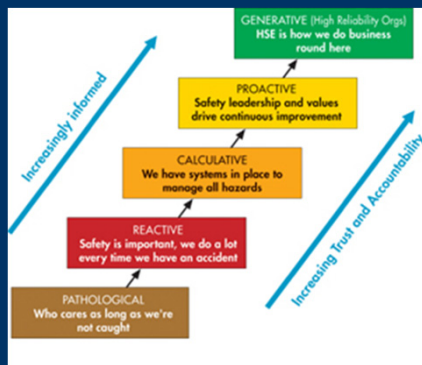 GENERATIVE (High Reliability Orgs)
HSE is how we do business
round here
PROACTIVE
Safety leadership and values
drive continuous improvement
CALCULATIVE
We have systems in place to
manage all hazards
REACTIVE
Safety is important, we do a lot
every time we have an accident
PATHOLOGICAL
Who cares as long as we're
not caught
Increasingly informed
Increasing Trust and Accountability